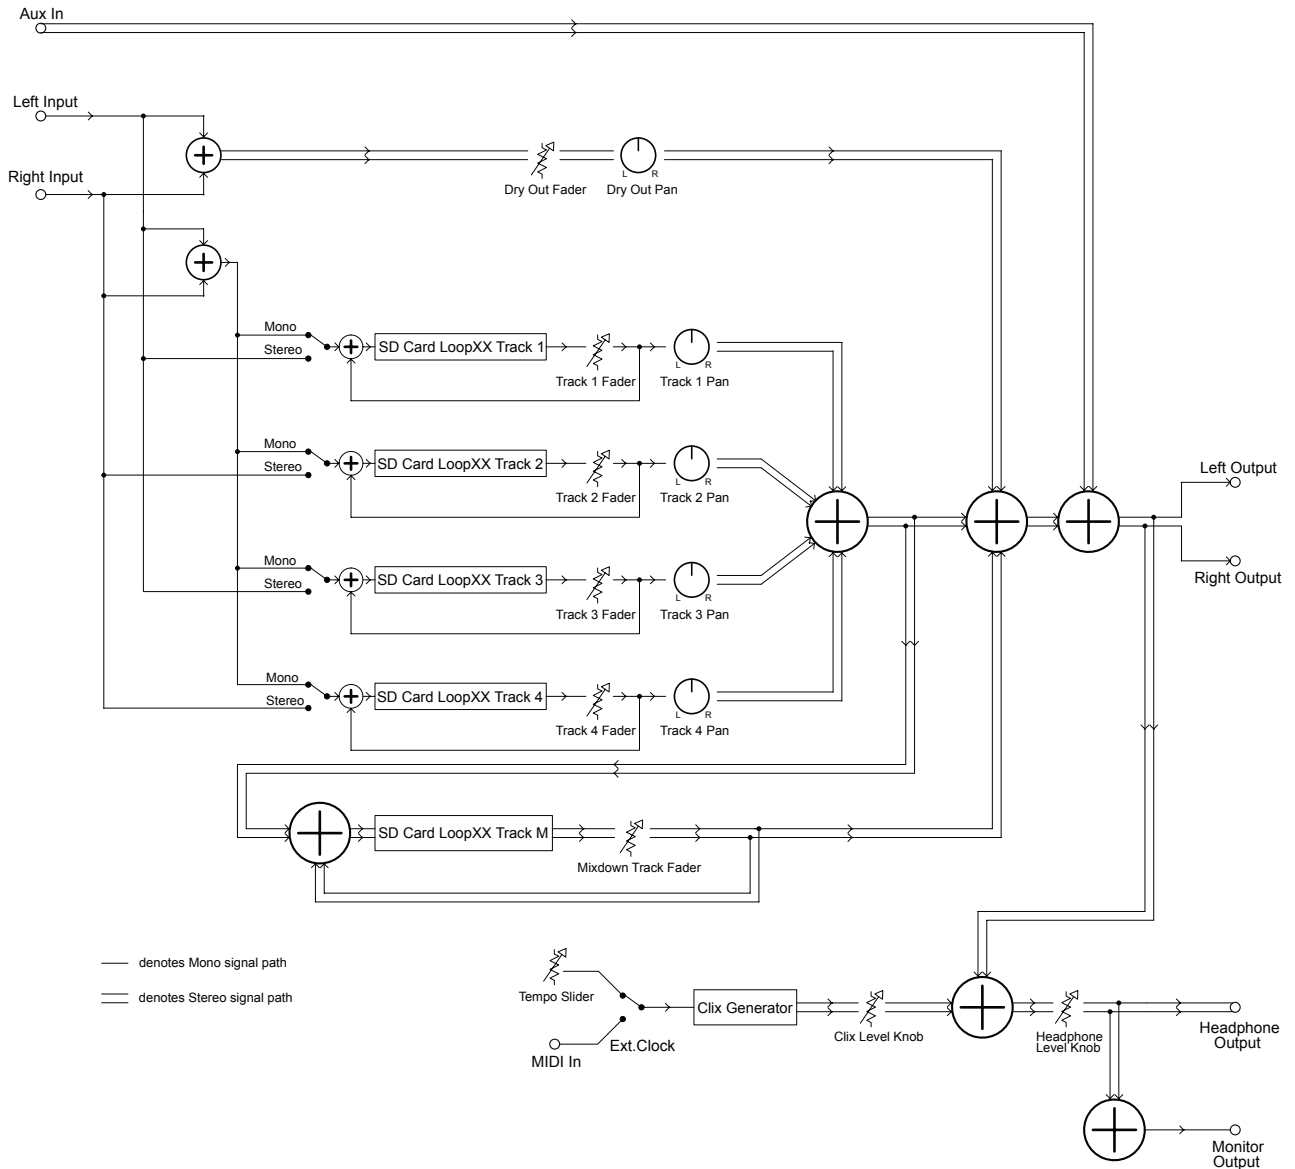 Aux In
Left Input
Right Input
Dry Out Fader
L R
Dry Out Pan
Mono
Stereo
SD Card LoopXX Track 1
Track 1 Fader
L R
Track 1 Pan
Mono
Stereo
SD Card LoopXX Track 2
Track 2 Fader
L R
Track 2 Pan
Left Output
Right Output
Mono
Stereo
SD Card LoopXX Track 3
Track 3 Fader
L R
Track 3 Pan
Mono
Stereo
SD Card LoopXX Track 4
Track 4 Fader
L R
Track 4 Pan
SD Card LoopXX Track M
Mixdown Track Fader
denotes Mono signal path
denotes Stereo signal path
Tempo Slider
MIDI In
Ext.Clock
Clix Generator
Clix Level Knob
Headphone
Level Knob
Headphone
Output
Monitor
Output